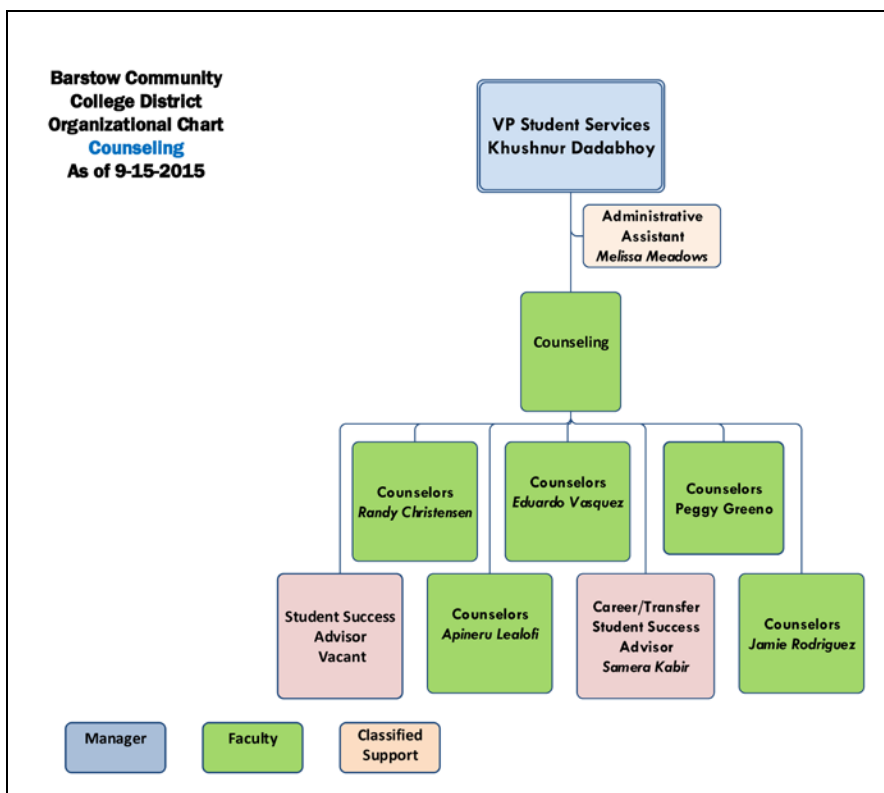 Barstow Community
College District
Organizational Chart
Counseling
As of 9-15-2015
VP Student Services
Khushnur Dadabhoy
Administrative
Assistant
Melissa Meadows
Counseling
Counselors
Randy Christensen
Counselors
Eduardo Vasquez
Counselors
Peggy Greeno
Student Success
Advisor
Vacant
Counselors
Apineru Lealofi
Career/Transfer
Student Success
Advisor
Samera Kabir
Counselors
Jamie Rodriguez
Manager
Faculty
Classified
Support